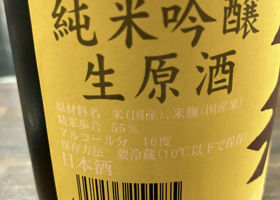 純米吟醸
生原酒
原材料名 米(国産)、米麹(国産米)
精米歩合 55%
アルコール分 16度
保存方法 要冷蔵(10℃以下で保存)
日本酒